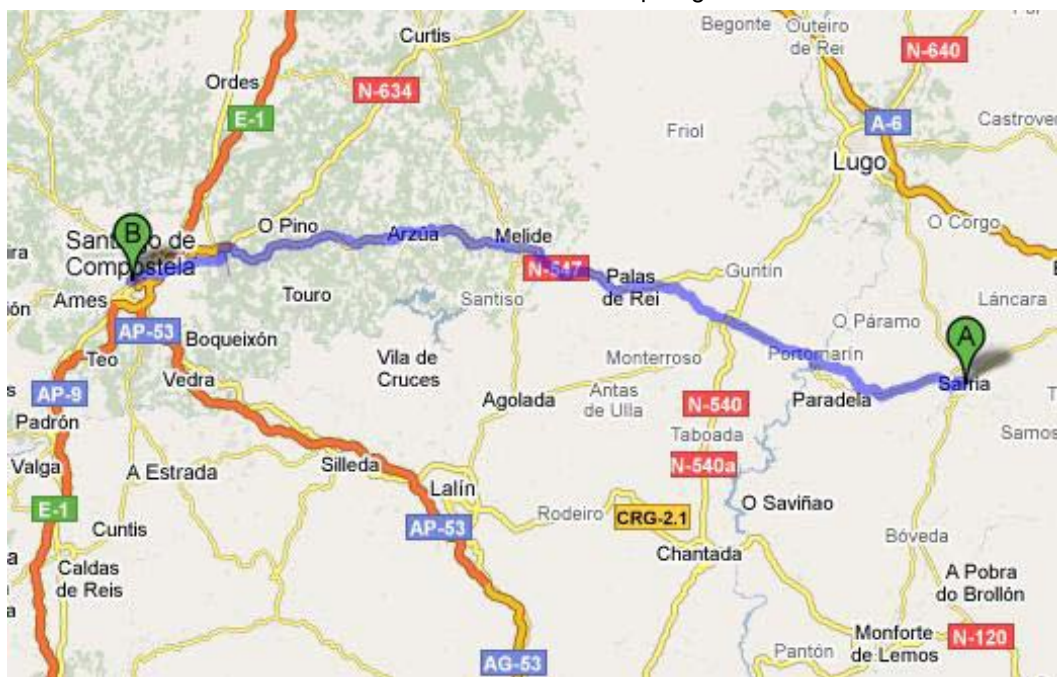 Begonte
Outeiro
de Rei
Curtis
N-640
Ordes
N-634
E-1
Friol
A-6
Castrover
Lugo
O Corgo
B
O Pino
Arzúa
Melide
Compostela
N-547
Palas
de Rei
Guntín
Láncara
Ames
Touro
Santiso
O Páramo
A
AP-53
Boqueixón
Teo
Vila de
Cruces
Monterroso
Portomarín
Sarria
Vedra
AP-9
Agolada
Antas
de Ulla
N-540
Paradela
Padrón
Taboada
Samos
Valga
A Estrada
Silleda
N-540a
Lalín
O Saviñao
E-1
Rodeiro
CRG-2.1
Cuntis
AP-53
Bóveda
Chantada
Caldas
de Reis
A Pobra
do Brollón
Monforte
de Lemos
N-120
Pantón
AG-53